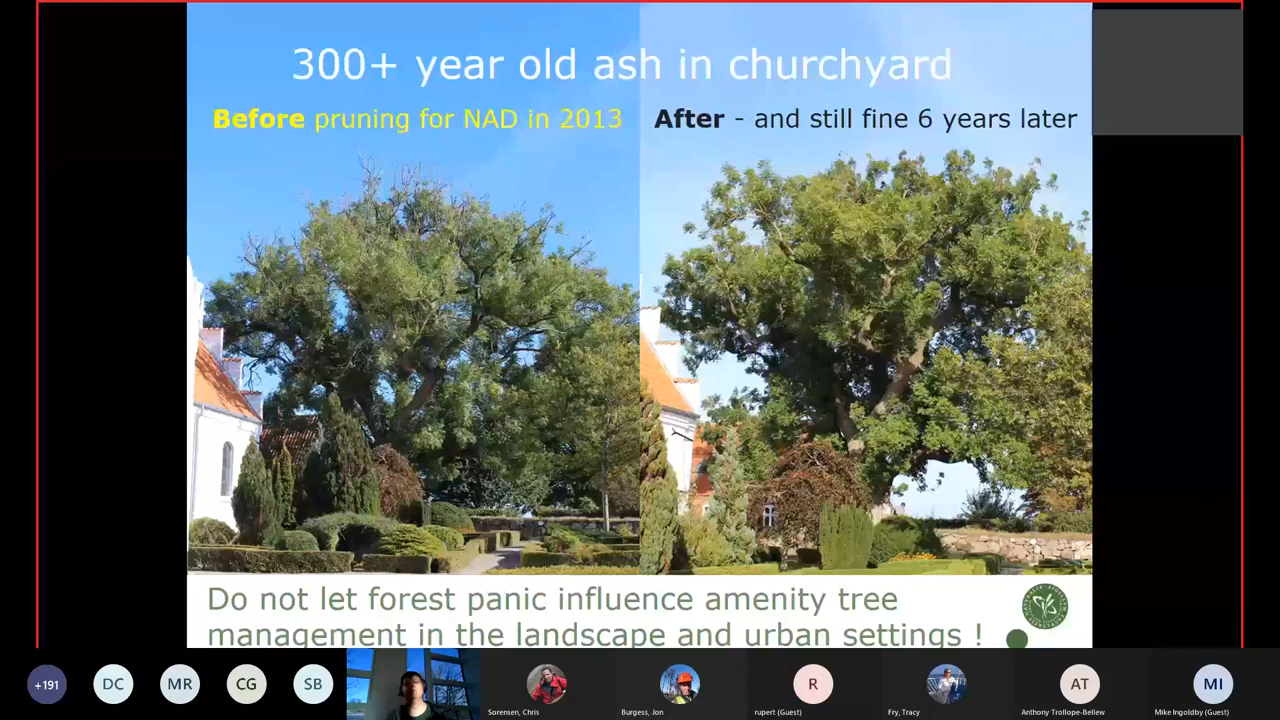 300+ year old ash in churchyard
Before pruning for NAD in 2013
After - and still fine 6 years later
Do not let forest panic influence amenity tree
management in the landscape and urban settings !
+191
DC
MR
CG
SB
R
AT
MI
Sorensen, Chris
Burgess, Jon
rupert (Guest)
Fry, Tracy
Anthony Trollope-Bellew
Mike Ingoldby (Guest)